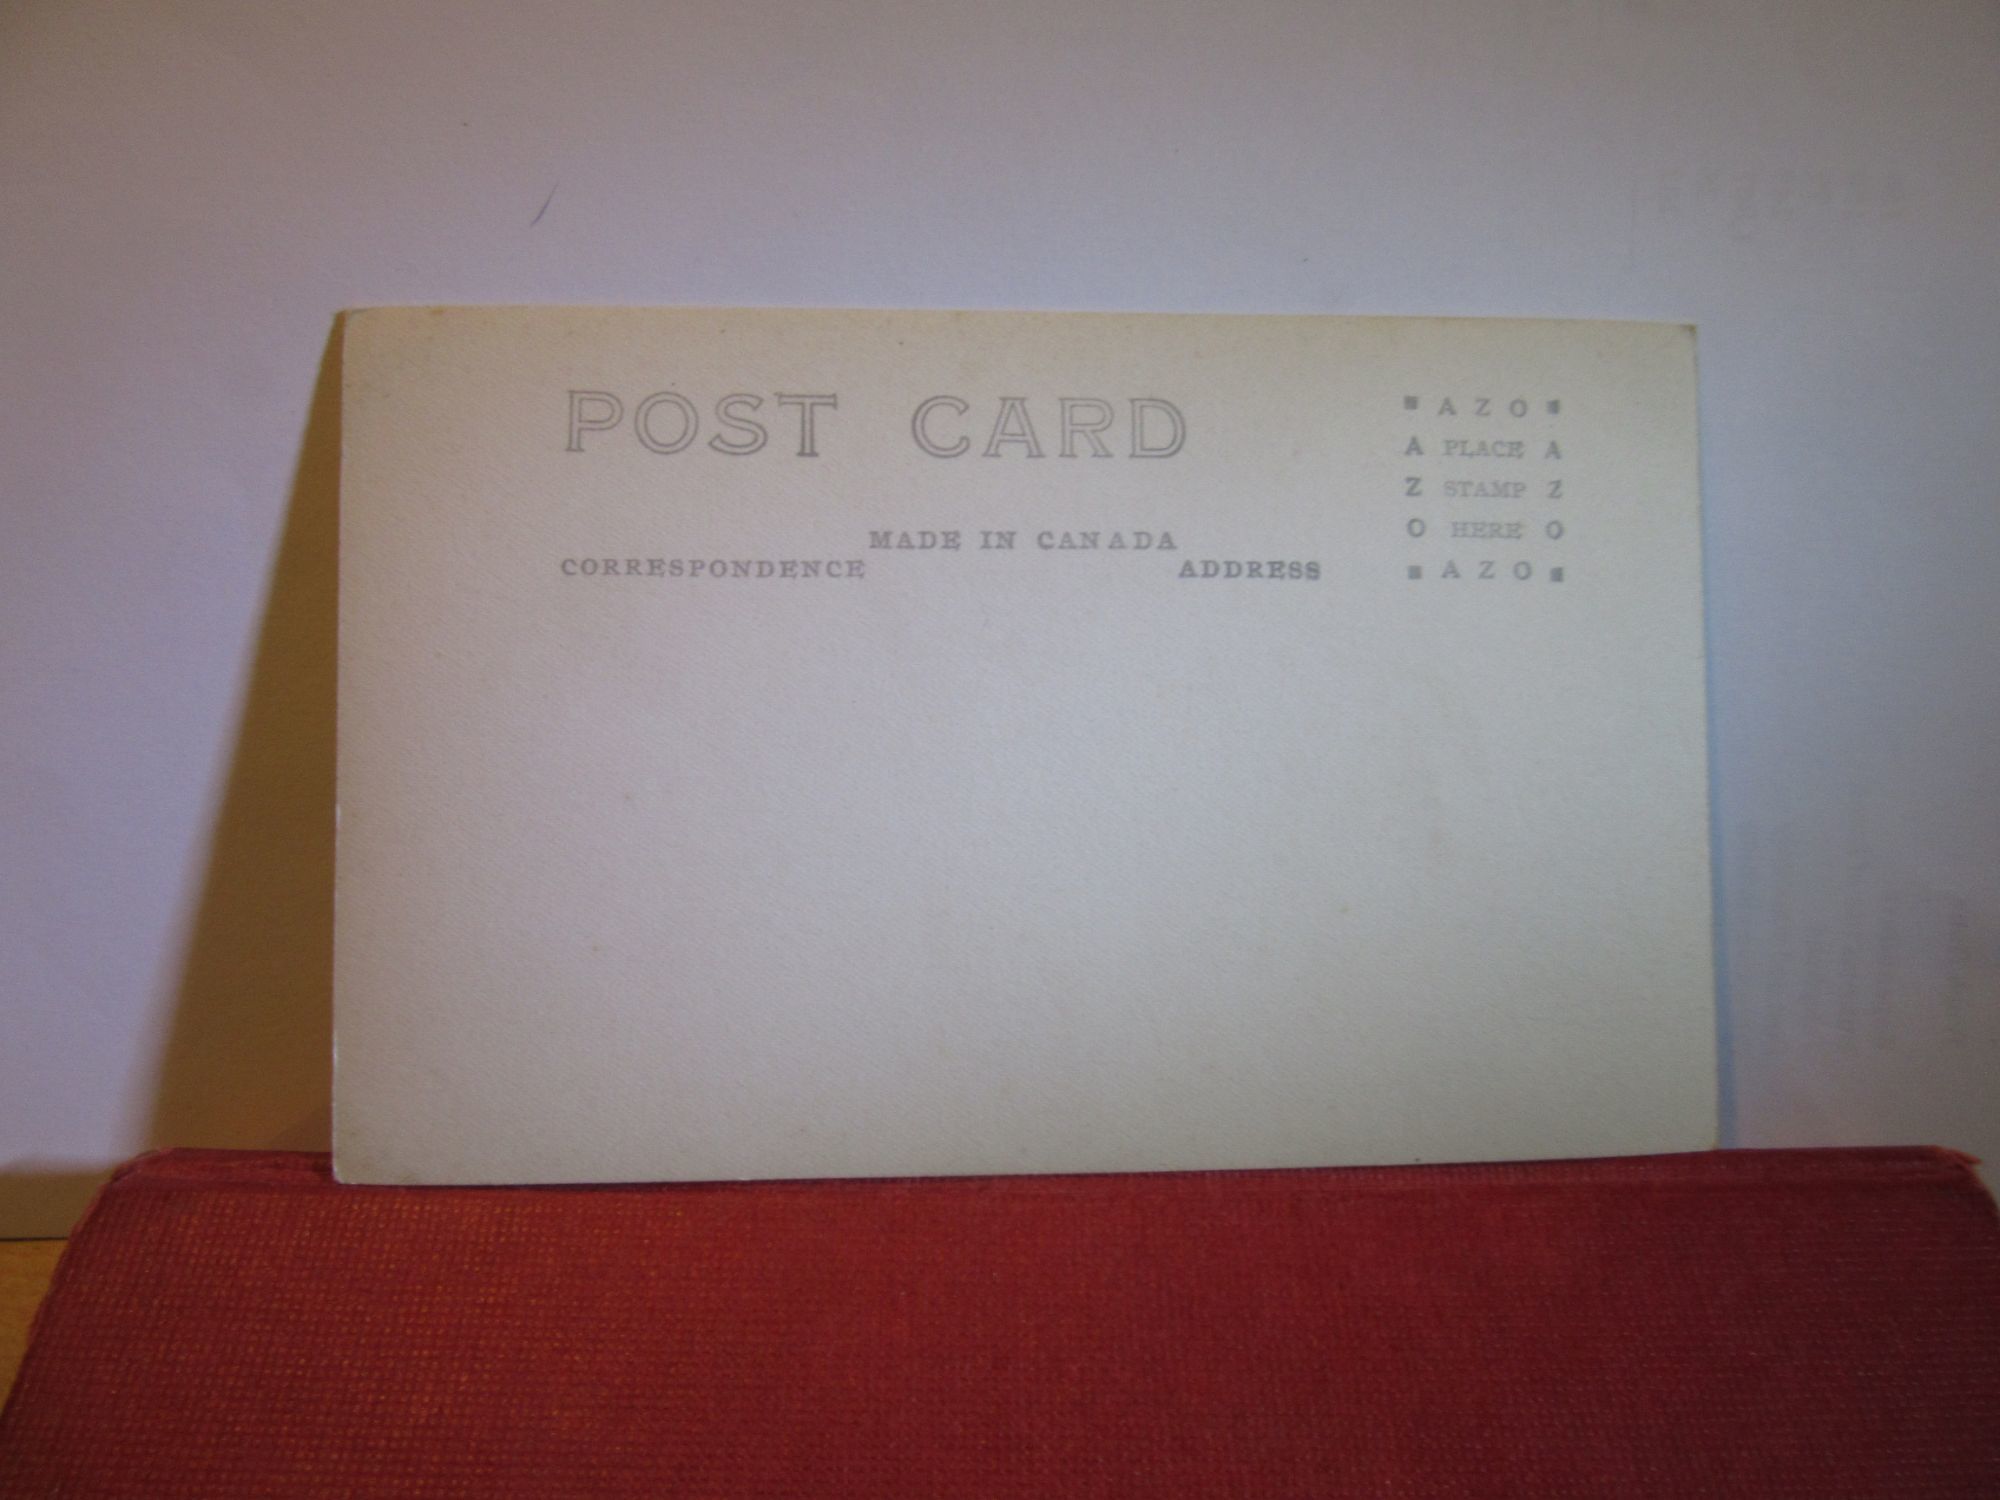 POST CARD
MADE IN CANADA
CORRESPONDENCE ADDRESS
■ A Z O ■
A PLACE A
Z STAMP Z
O HERE O
■ A Z O ■